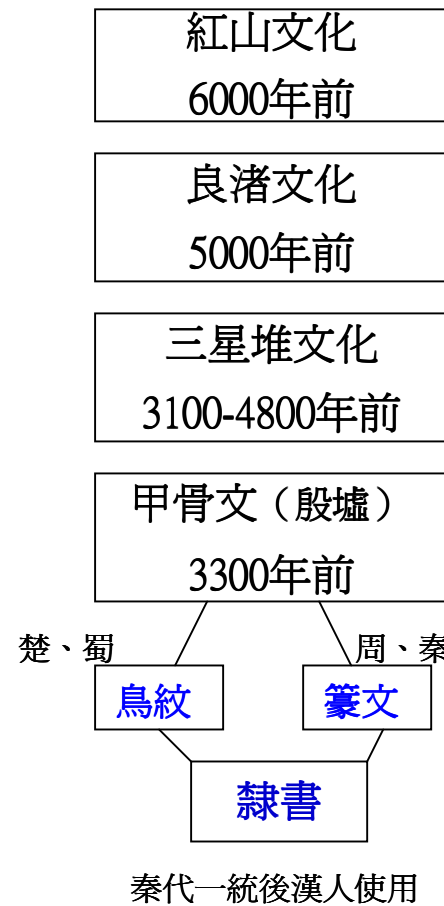 紅山文化
6000年前
良渚文化
5000年前
三星堆文化
3100-4800年前
甲骨文（殷墟）
3300年前
楚、蜀
周、秦
鳥紋
篆文
隸書
秦代一統後漢人使用